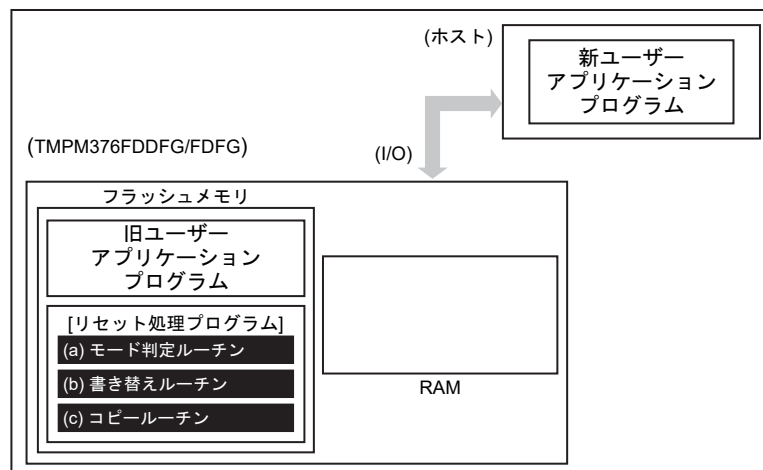 (ホスト)
新ユーザー
アプリケーション
プログラム
(TMPM376FDDFG/FDFG)
(I/O)
フラッシュメモリ
旧ユーザー
アプリケーション
プログラム
[リセット処理プログラム]
(a) モード判定ルーチン
(b) 書き替えルーチン
(c) コピールーチン
RAM